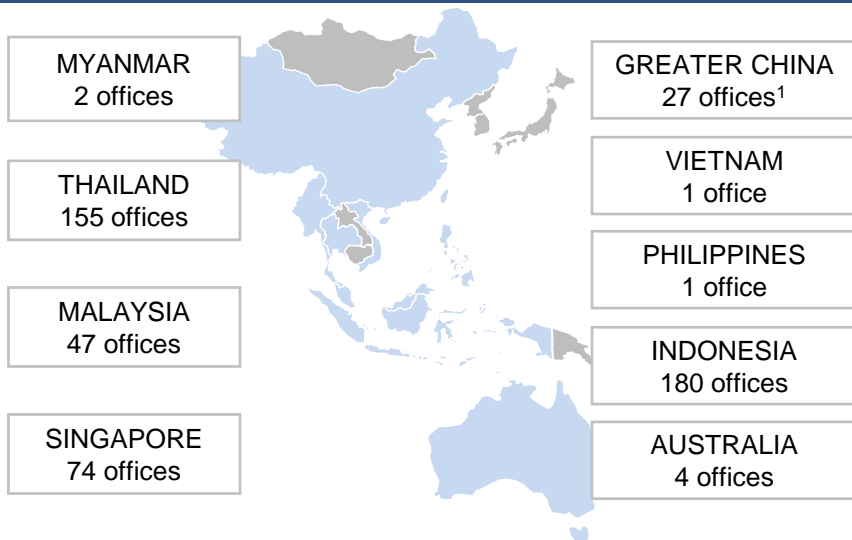 MYANMAR
2 offices
THAILAND
155 offices
MALAYSIA
47 offices
SINGAPORE
74 offices
GREATER CHINA
27 offices¹
VIETNAM
1 office
PHILIPPINES
1 office
INDONESIA
180 offices
AUSTRALIA
4 offices